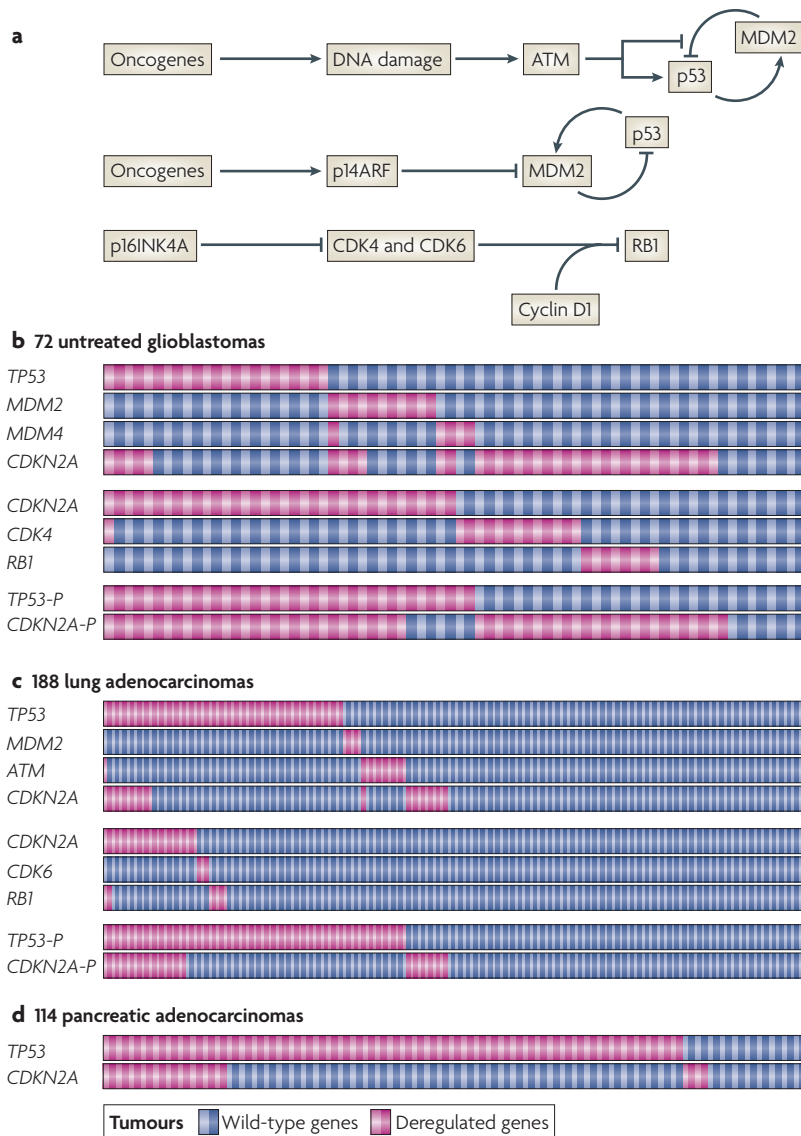 a
Oncogenes
DNA damage
ATM
p53
MDM2
Oncogenes
p14ARF
MDM2
p53
p16INK4A
CDK4 and CDK6
RB1
Cyclin D1
b 72 untreated glioblastomas
TP53
MDM2
MDM4
CDKN2A
CDKN2A
CDK4
RB1
TP53-P
CDKN2A-P
c 188 lung adenocarcinomas
TP53
MDM2
ATM
CDKN2A
CDKN2A
CDK6
RB1
TP53-P
CDKN2A-P
d 114 pancreatic adenocarcinomas
TP53
CDKN2A
Tumours Wild-type genes Deregulated genes